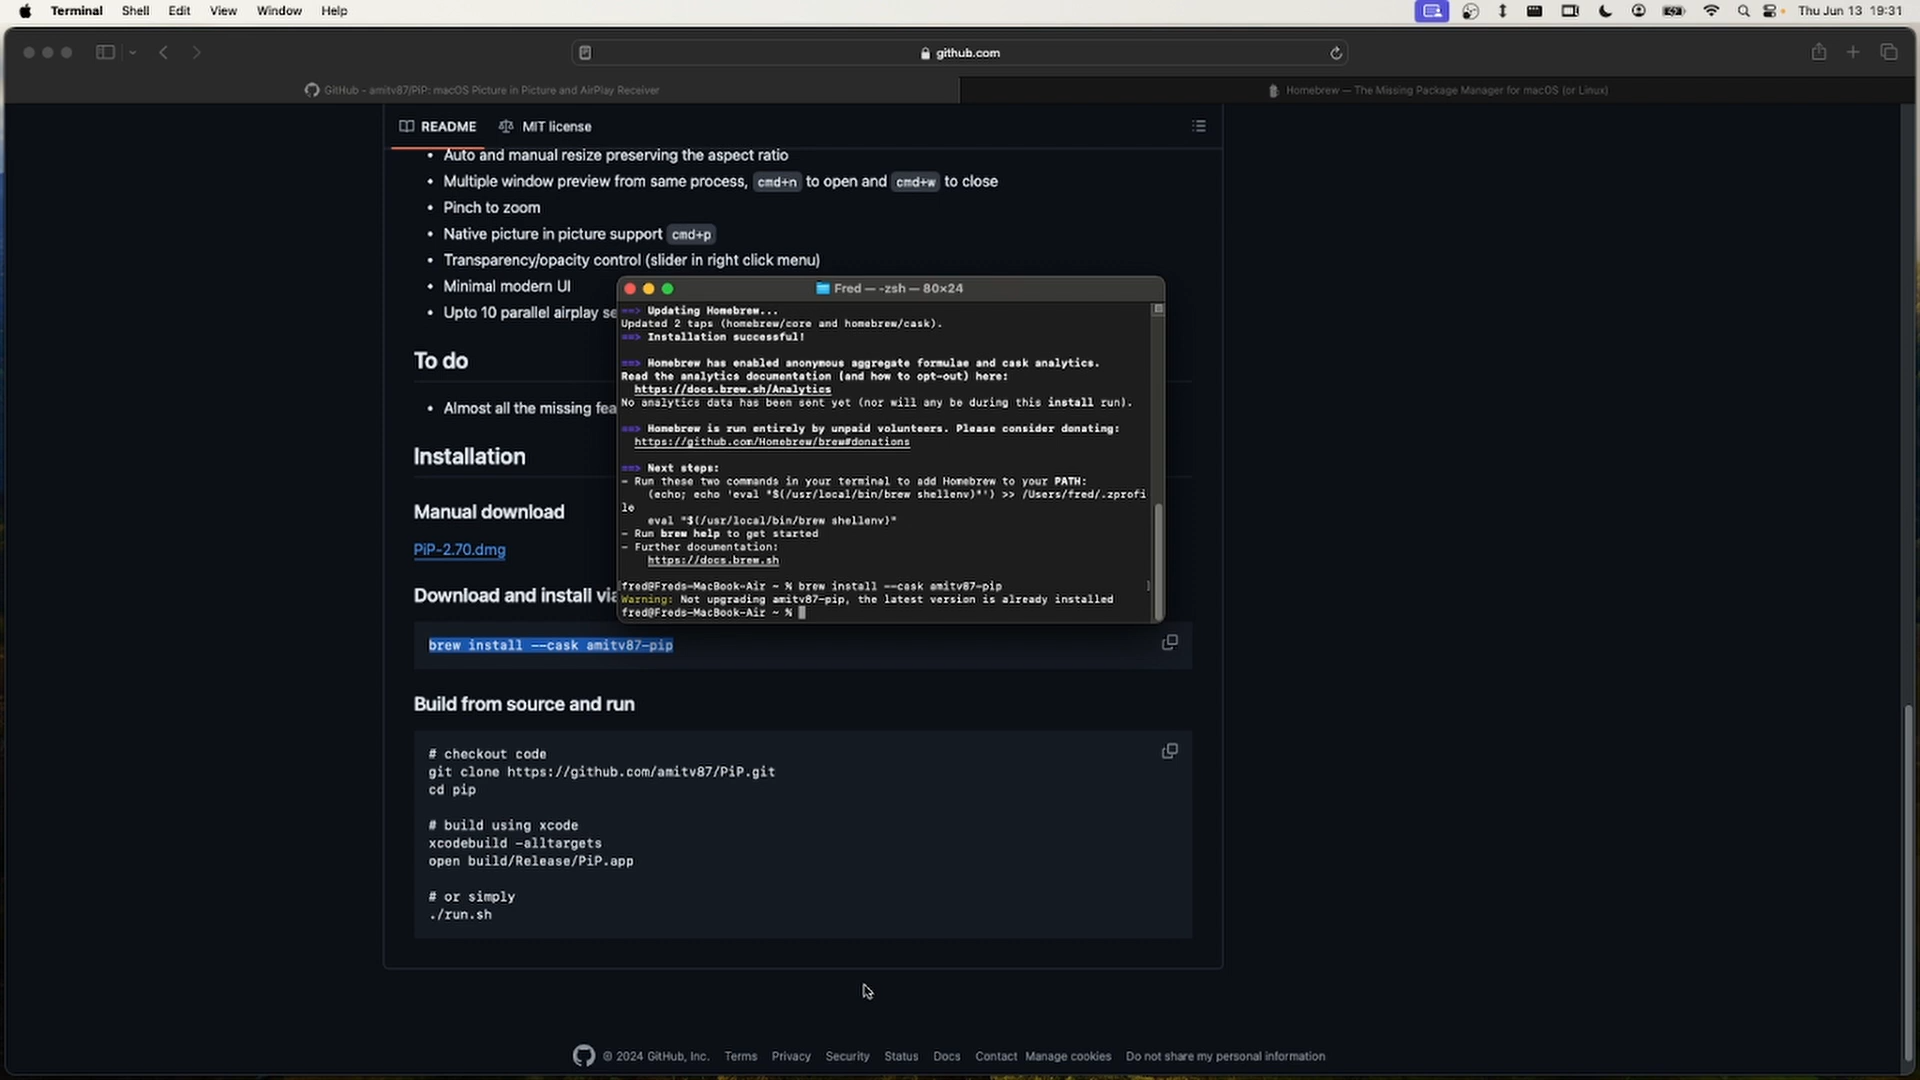 Terminal Shell Edit View Window Help Thu Jun 13 19:31
github.com
GitHub - amitv87/PiP: macOS Picture in Picture and AirPlay Receiver
Homebrew — The Missing Package Manager for macOS (or Linux)
README MIT license
• Auto and manual resize preserving the aspect ratio
• Multiple window preview from same process, cmd+n to open and cmd+w to close
• Pinch to zoom
• Native picture in picture support cmd+p
• Transparency/opacity control (slider in right click menu)
• Minimal modern UI
• Upto 10 parallel airplay se
To do
• Almost all the missing fea
Installation
Manual download
PiP-2.70.dmg
Download and install via
brew install --cask amitv87-pip
Build from source and run
# checkout code
git clone https://github.com/amitv87/PiP.git
cd pip
# build using xcode
xcodebuild -alltargets
open build/Release/PiP.app
# or simply
./run.sh
Fred — -zsh — 80×24
==> Updating Homebrew...
Updated 2 taps (homebrew/core and homebrew/cask).
==> Installation successful!
==> Homebrew has enabled anonymous aggregate formulae and cask analytics.
Read the analytics documentation (and how to opt-out) here:
https://docs.brew.sh/Analytics
No analytics data has been sent yet (nor will any be during this install run).
==> Homebrew is run entirely by unpaid volunteers. Please consider donating:
https://github.com/Homebrew/brew#donations
==> Next steps:
- Run these two commands in your terminal to add Homebrew to your PATH:
(echo; echo 'eval "$(/usr/local/bin/brew shellenv)"') >> /Users/fred/.zprofi
le
eval "$(/usr/local/bin/brew shellenv)"
- Run brew help to get started
- Further documentation:
https://docs.brew.sh
fred@Freds-MacBook-Air ~ % brew install --cask amitv87-pip
Warning: Not upgrading amitv87-pip, the latest version is already installed
fred@Freds-MacBook-Air ~ %
© 2024 GitHub, Inc. Terms Privacy Security Status Docs Contact Manage cookies Do not share my personal information